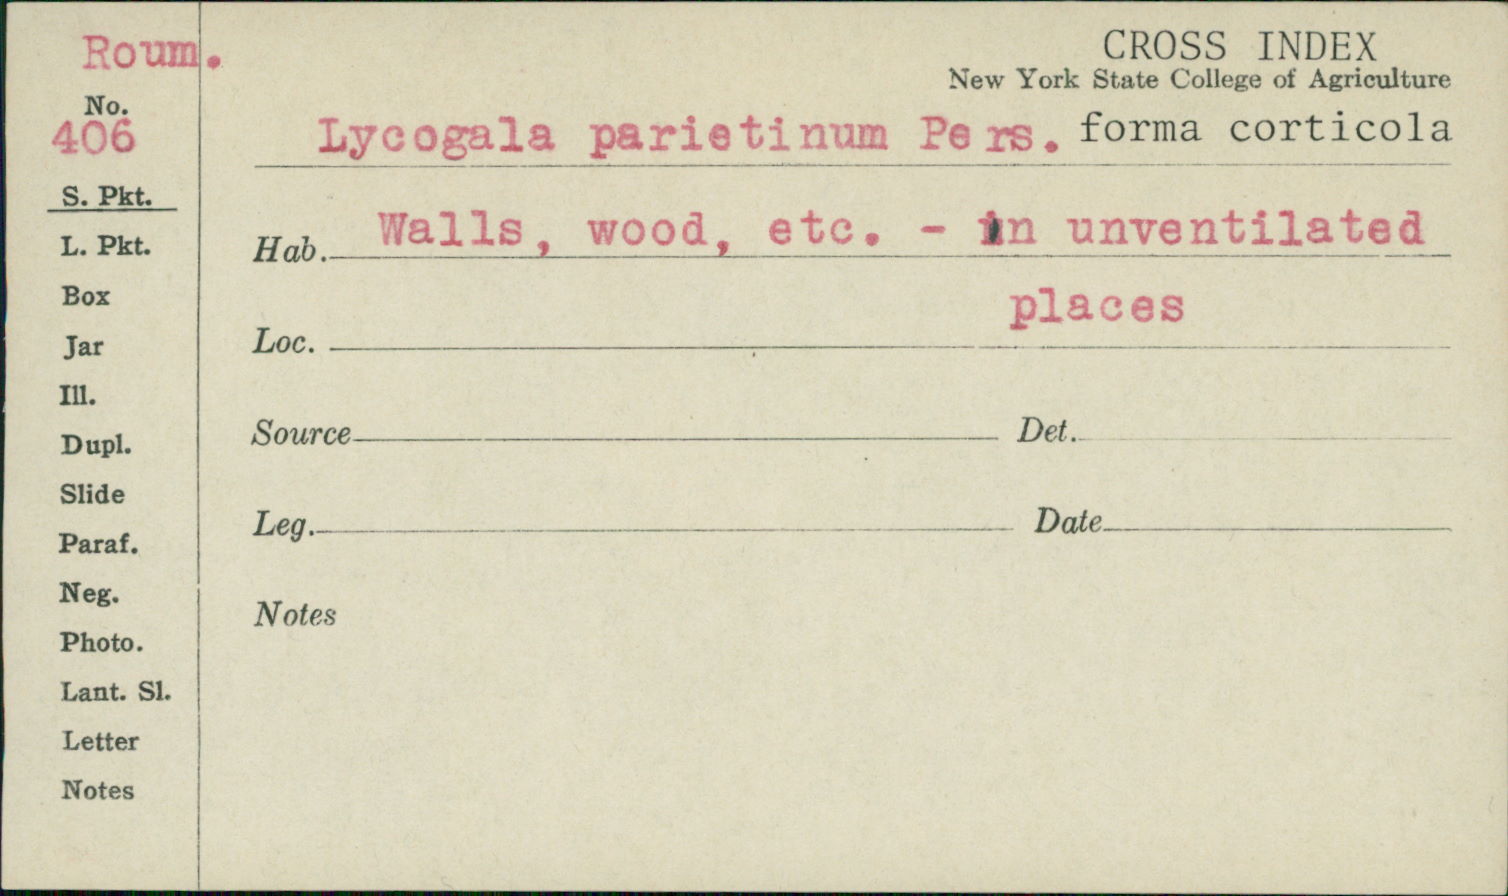 Roum.
No.
406
S. Pkt.
L. Pkt.
Box
Jar
Ill.
Dupl.
Slide
Paraf.
Neg.
Photo.
Lant. Sl.
Letter
Notes
CROSS INDEX
New York State College of Agriculture
Lycogala parietinum Pers. forma corticola
Hab. Walls, wood, etc. - in unventilated
places
Loc.
Source Det.
Leg. Date
Notes